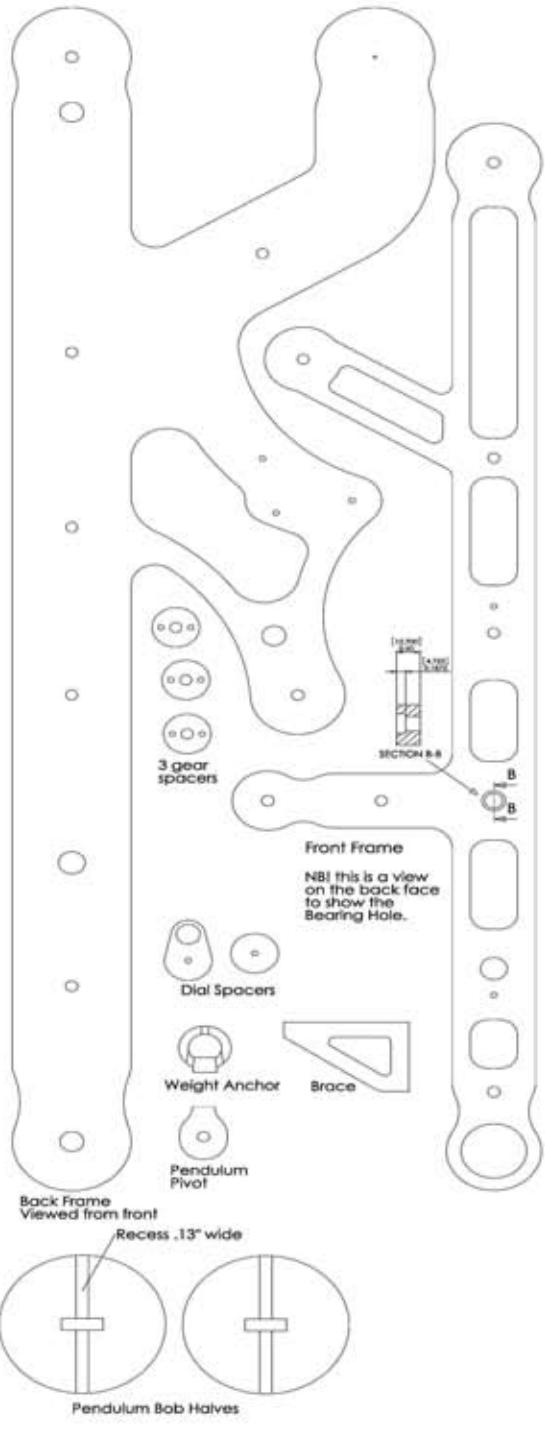 SECTION B-B
B
B
3 gear
spacers
Front Frame
NB! this is a view
on the back face
to show the
Bearing Hole.
Dial Spacers
Weight Anchor
Brace
Pendulum
Pivot
Back Frame
Viewed from front
Recess .13" wide
Pendulum Bob Halves